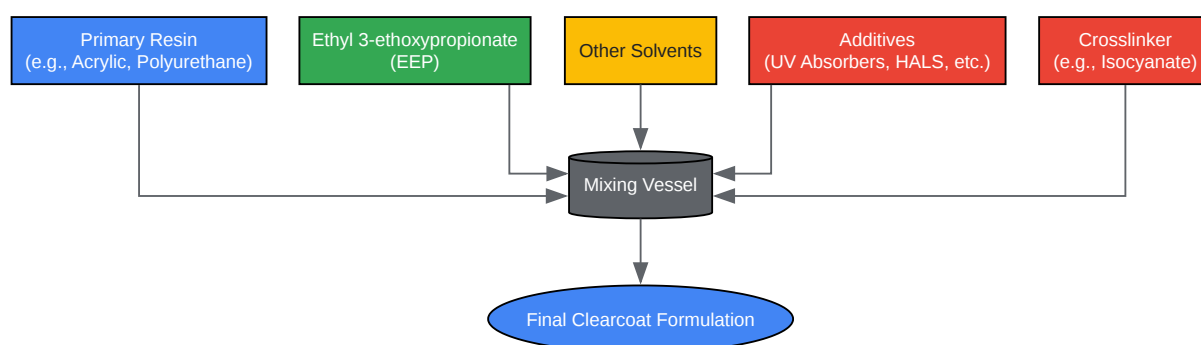 Primary Resin
(e.g., Acrylic, Polyurethane)
Ethyl 3-ethoxypropionate
(EEP)
Other Solvents
Additives
(UV Absorbers, HALS, etc.)
Crosslinker
(e.g., Isocyanate)
Mixing Vessel
Final Clearcoat Formulation